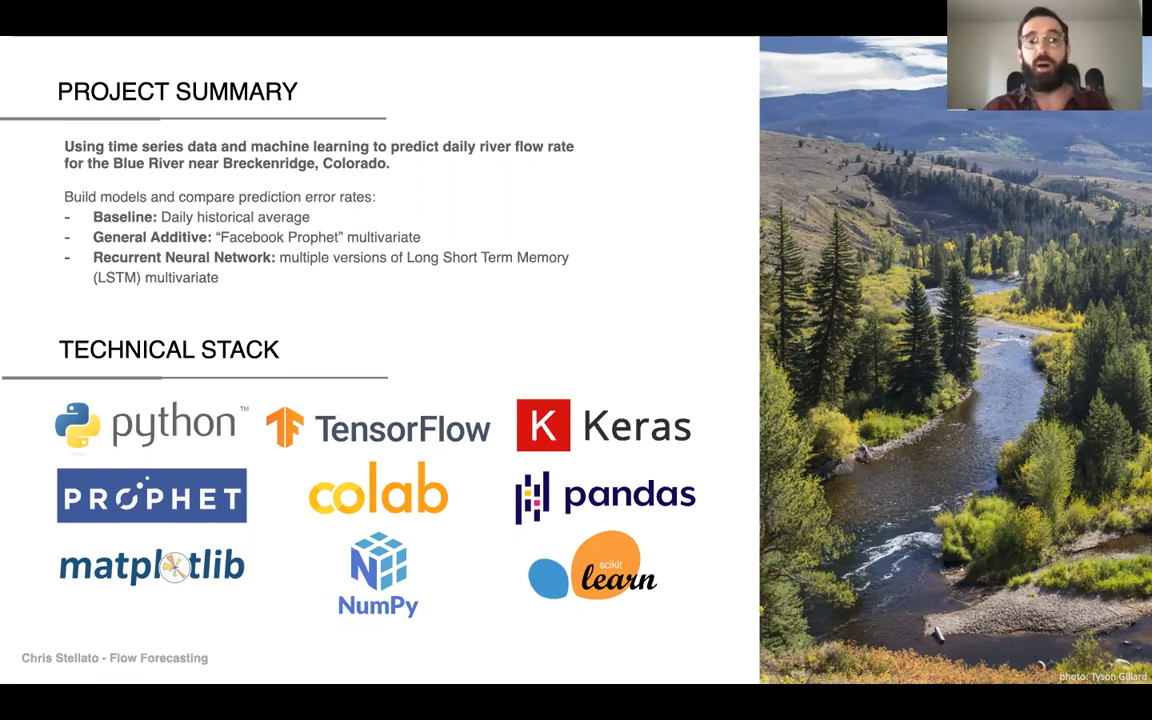 PROJECT SUMMARY
Using time series data and machine learning to predict daily river flow rate
for the Blue River near Breckenridge, Colorado.
Build models and compare prediction error rates:
- Baseline: Daily historical average
- General Additive: “Facebook Prophet” multivariate
- Recurrent Neural Network: multiple versions of Long Short Term Memory
(LSTM) multivariate
TECHNICAL STACK
python™
TensorFlow
K Keras
PROPHET
colab
pandas
matplotlib
NumPy
scikit
learn
Chris Stellato - Flow Forecasting
photo: Tyson Gillard